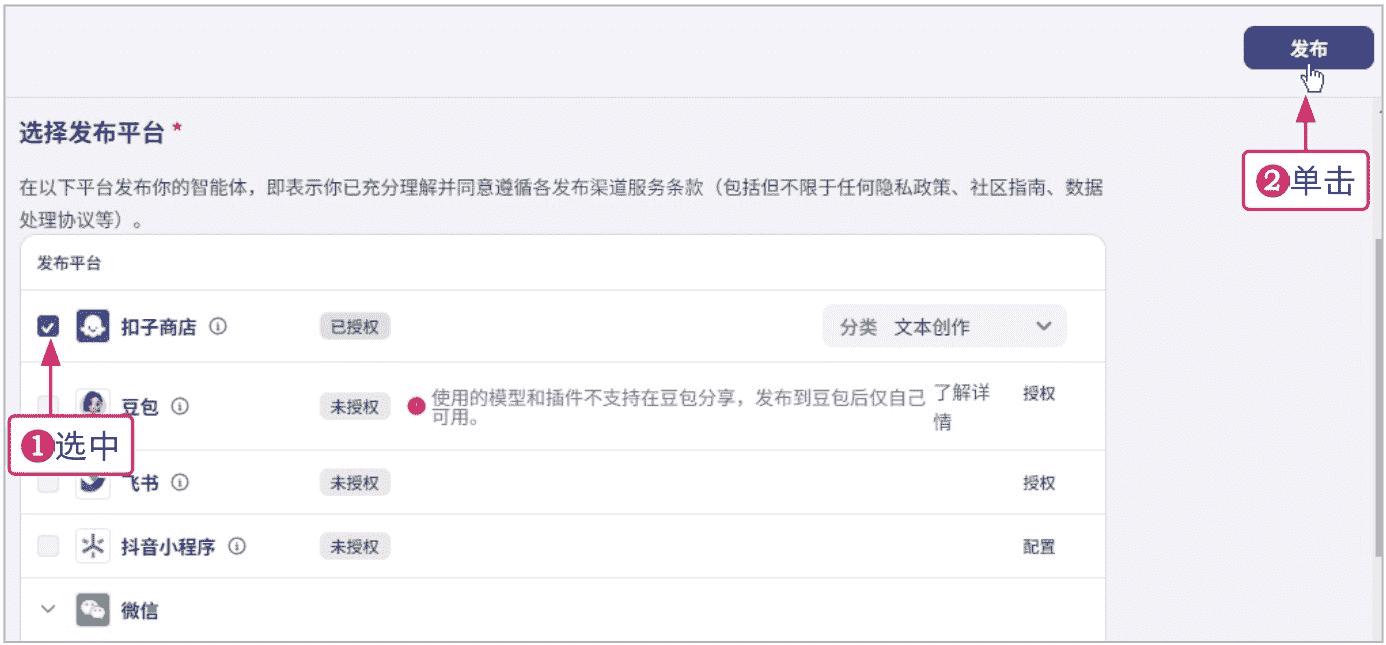 发布
选择发布平台 *
❷单击
在以下平台发布你的智能体，即表示你已充分理解并同意遵循各发布渠道服务条款（包括但不限于任何隐私政策、社区指南、数据
处理协议等）。
发布平台
扣子商店 已授权 分类 文本创作
豆包 未授权 使用的模型和插件不支持在豆包分享，发布到豆包后仅自己 了解详 授权
可用。 情
❶选中
飞书 未授权 授权
抖音小程序 未授权 配置
微信